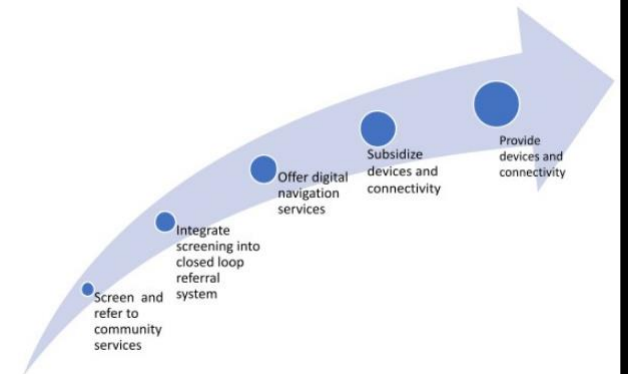 Screen and
refer to
community
services
Integrate
screening into
closed loop
referral
system
Offer digital
navigation
services
Subsidize
devices and
connectivity
Provide
devices and
connectivity